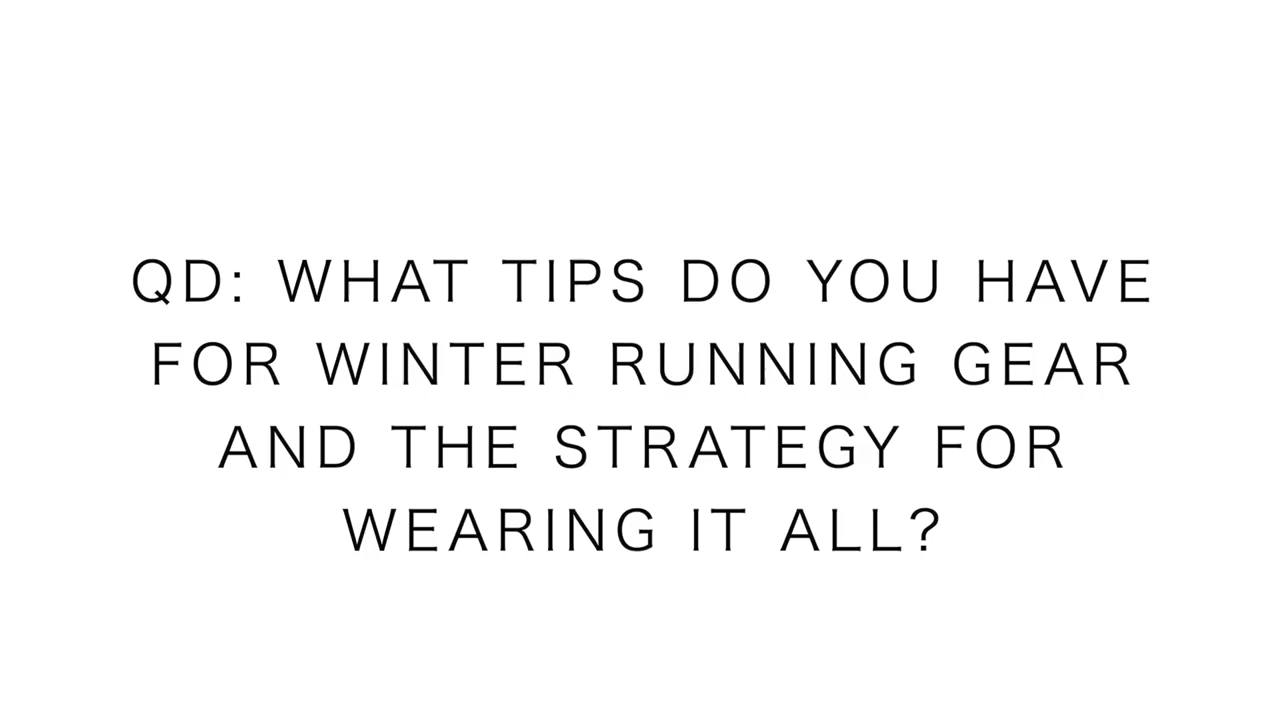 QD: WHAT TIPS DO YOU HAVE
FOR WINTER RUNNING GEAR
AND THE STRATEGY FOR
WEARING IT ALL?